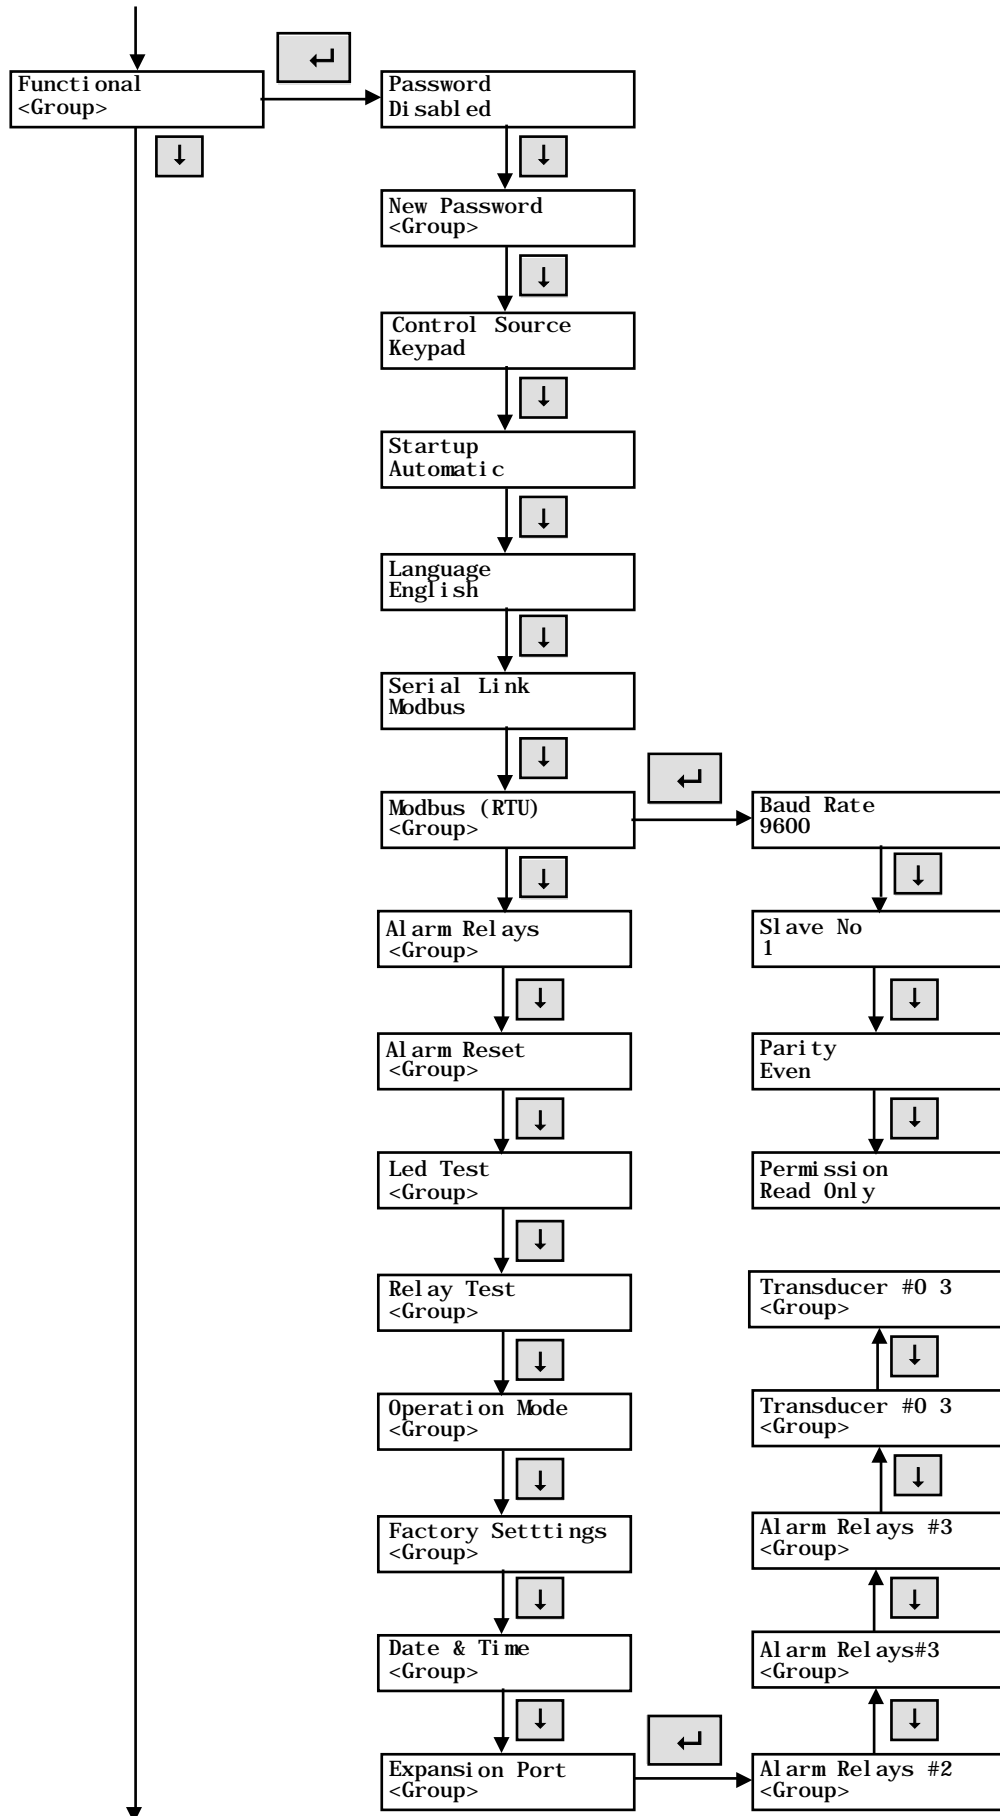 Functional
<Group>
Password
Disabled
New Password
<Group>
Control Source
Keypad
Startup
Automatic
Language
English
Serial Link
Modbus
Modbus (RTU)
<Group>
Baud Rate
9600
Alarm Relays
<Group>
Slave No
1
Alarm Reset
<Group>
Parity
Even
Led Test
<Group>
Permission
Read Only
Relay Test
<Group>
Transducer #0 3
<Group>
Operation Mode
<Group>
Transducer #0 3
<Group>
Factory Setttings
<Group>
Alarm Relays #3
<Group>
Date & Time
<Group>
Alarm Relays#3
<Group>
Expansion Port
<Group>
Alarm Relays #2
<Group>